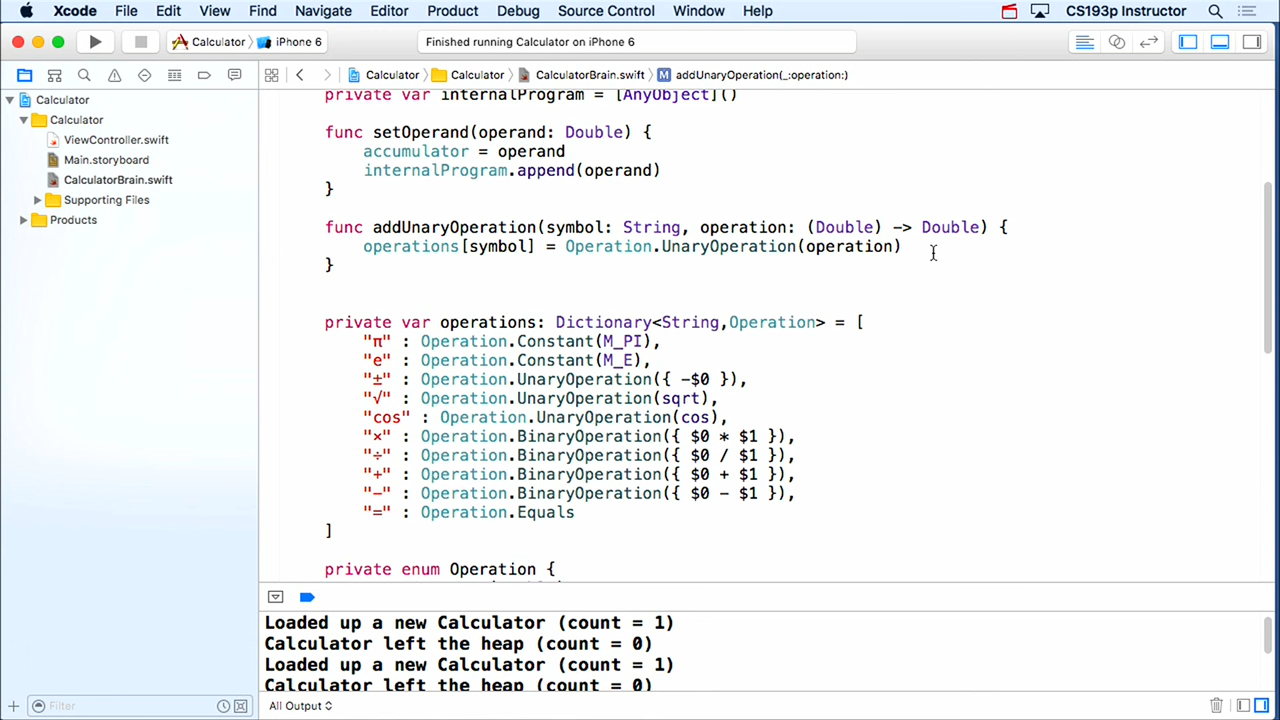 Xcode File Edit View Find Navigate Editor Product Debug Source Control Window Help CS193p Instructor
Calculator iPhone 6 Finished running Calculator on iPhone 6
Calculator Calculator CalculatorBrain.swift M addUnaryOperation(_:operation:)
Calculator
Calculator
ViewController.swift
Main.storyboard
CalculatorBrain.swift
Supporting Files
Products
private var internalProgram = [AnyObject]()
func setOperand(operand: Double) {
accumulator = operand
internalProgram.append(operand)
}
func addUnaryOperation(symbol: String, operation: (Double) -> Double) {
operations[symbol] = Operation.UnaryOperation(operation)
}
private var operations: Dictionary<String,Operation> = [
"π" : Operation.Constant(M_PI),
"e" : Operation.Constant(M_E),
"±" : Operation.UnaryOperation({ -$0 }),
"√" : Operation.UnaryOperation(sqrt),
"cos" : Operation.UnaryOperation(cos),
"×" : Operation.BinaryOperation({ $0 * $1 }),
"÷" : Operation.BinaryOperation({ $0 / $1 }),
"+" : Operation.BinaryOperation({ $0 + $1 }),
"−" : Operation.BinaryOperation({ $0 - $1 }),
"=" : Operation.Equals
]
private enum Operation {
Loaded up a new Calculator (count = 1)
Calculator left the heap (count = 0)
Loaded up a new Calculator (count = 1)
Calculator left the heap (count = 0)
Filter All Output